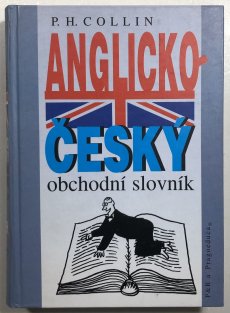 P. H. COLLIN
ANGLICKO-
ČESKÝ
obchodní slovník